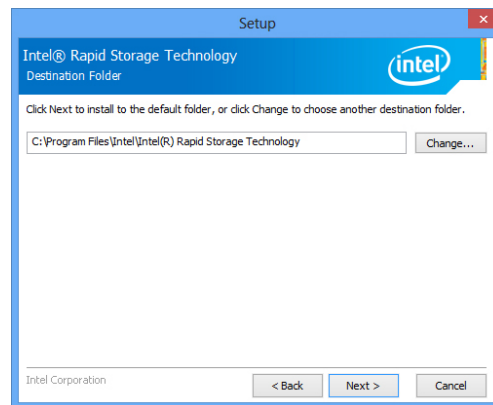 Setup
Intel® Rapid Storage Technology
Destination Folder
intel
Click Next to install to the default folder, or click Change to choose another destination folder.
C:\Program Files\Intel\Intel(R) Rapid Storage Technology
Change...
Intel Corporation
< Back
Next >
Cancel